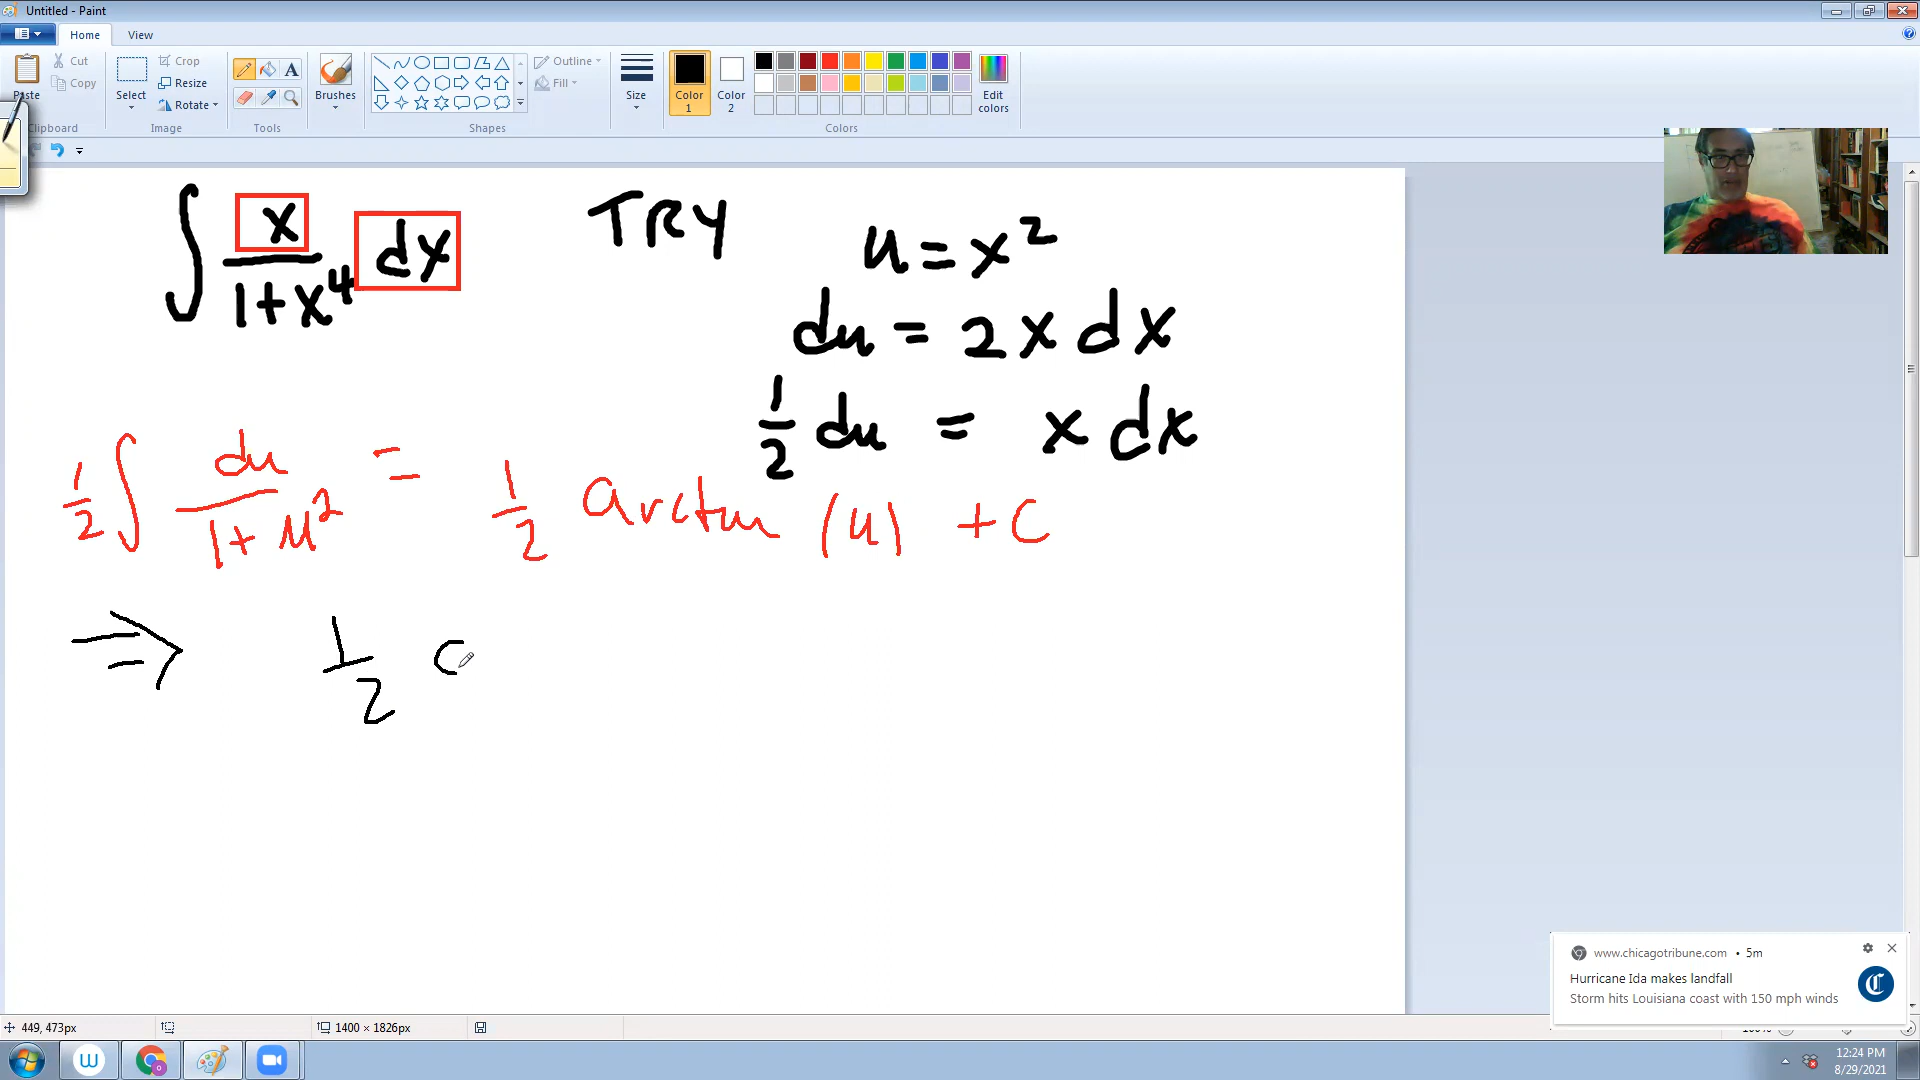 Untitled - Paint
Home View
Paste Cut Copy Clipboard
Select Crop Resize Rotate Image
Tools
Brushes
Outline Fill Shapes
Size
Color 1 Color 2 Edit colors Colors
∫ x/(1+x⁴) dx TRY u = x²
du = 2x dx
½ du = x dx
½ ∫ du/(1+u²) = ½ arctan (u) + C
⇒ ½
www.chicagotribune.com • 5m
Hurricane Ida makes landfall
Storm hits Louisiana coast with 150 mph winds
449, 473px 1400 × 1826px
12:24 PM
8/29/2021